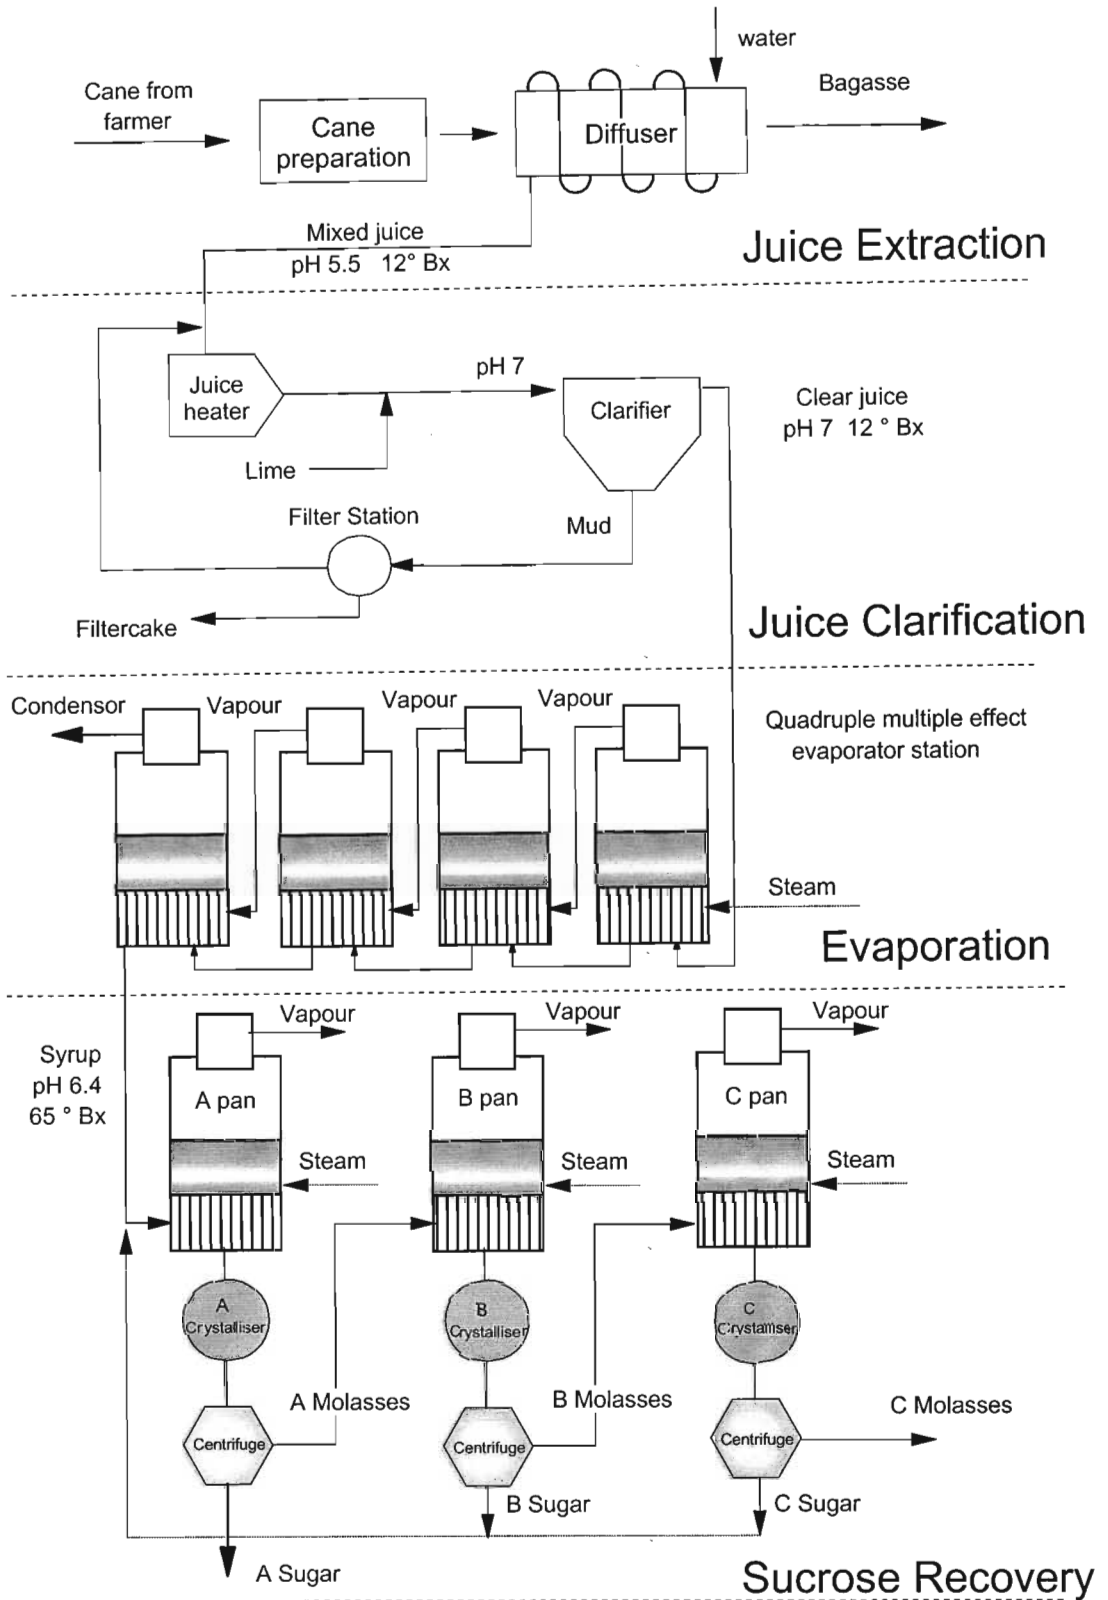 water
Cane from
farmer
Cane
preparation
Diffuser
Bagasse
Mixed juice
pH 5.5 12° Bx
Juice Extraction
Juice
heater
pH 7
Clarifier
Clear juice
pH 7 12 ° Bx
Lime
Filter Station
Mud
Filtercake
Juice Clarification
Condensor
Vapour
Vapour
Vapour
Quadruple multiple effect
evaporator station
Steam
Evaporation
Vapour
Vapour
Vapour
Syrup
pH 6.4
65 ° Bx
A pan
B pan
C pan
Steam
Steam
Steam
A
Crystalliser
B
Crystalliser
C
Crystalliser
A Molasses
B Molasses
C Molasses
Centrifuge
Centrifuge
Centrifuge
B Sugar
C Sugar
A Sugar
Sucrose Recovery